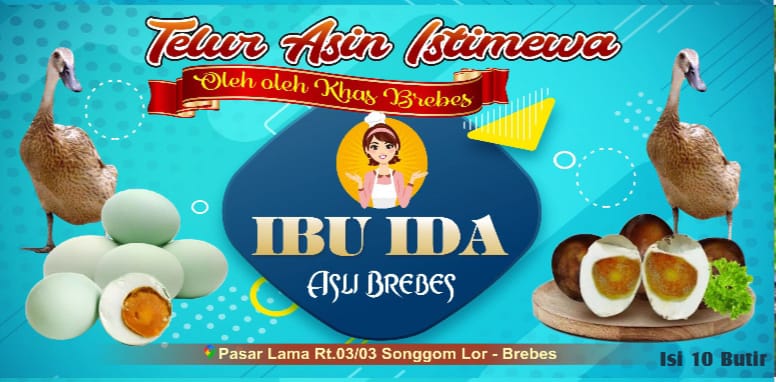 Telur Asin Istimewa
Oleh oleh Khas Brebes
IBU IDA
Asli Brebes
Pasar Lama Rt.03/03 Songgom Lor - Brebes
Isi 10 Butir